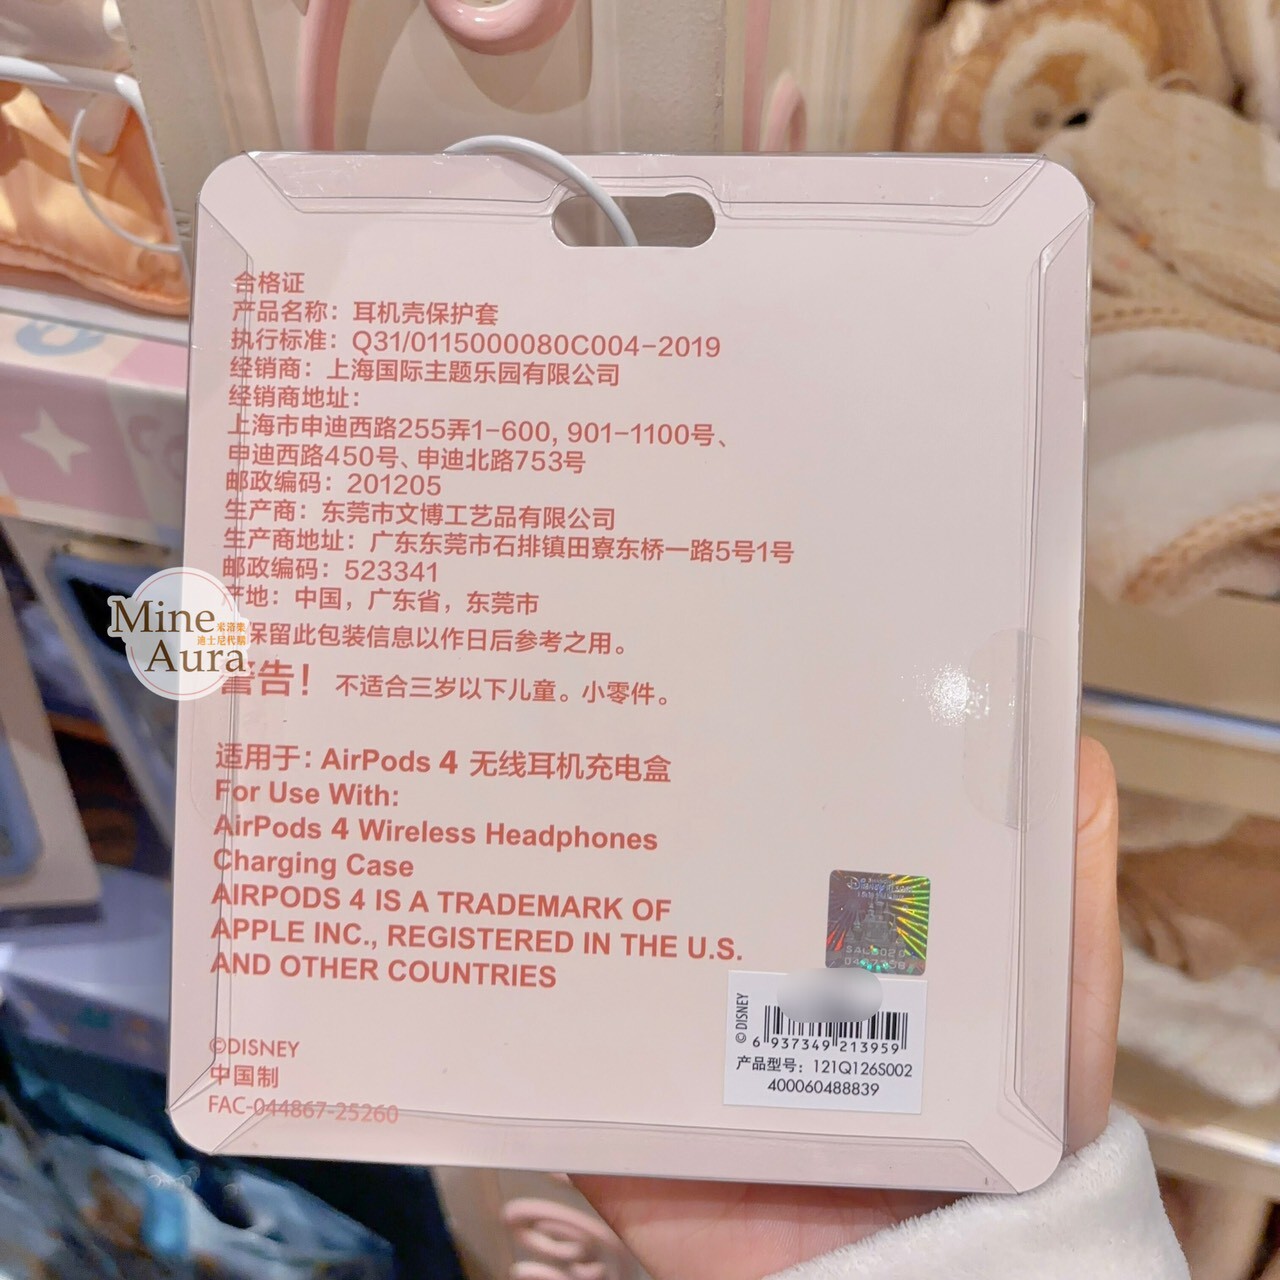 合格证
产品名称：耳机壳保护套
执行标准：Q31/0115000080C004-2019
经销商：上海国际主题乐园有限公司
经销商地址：
上海市申迪西路255弄1-600, 901-1100号、
申迪西路450号、申迪北路753号
邮政编码：201205
生产商：东莞市文博工艺品有限公司
生产商地址：广东东莞市石排镇田寮东桥一路5号1号
邮政编码：523341
产地：中国，广东省，东莞市
保留此包装信息以作日后参考之用。
警告！不适合三岁以下儿童。小零件。
Mine
米洛集
迪士尼代購
Aura
适用于：AirPods 4 无线耳机充电盒
For Use With:
AirPods 4 Wireless Headphones
Charging Case
AIRPODS 4 IS A TRADEMARK OF
APPLE INC., REGISTERED IN THE U.S.
AND OTHER COUNTRIES
©DISNEY
中国制
FAC-044867-25260
© DISNEY
6 937349 213959
产品型号：121Q126S002
400060488839